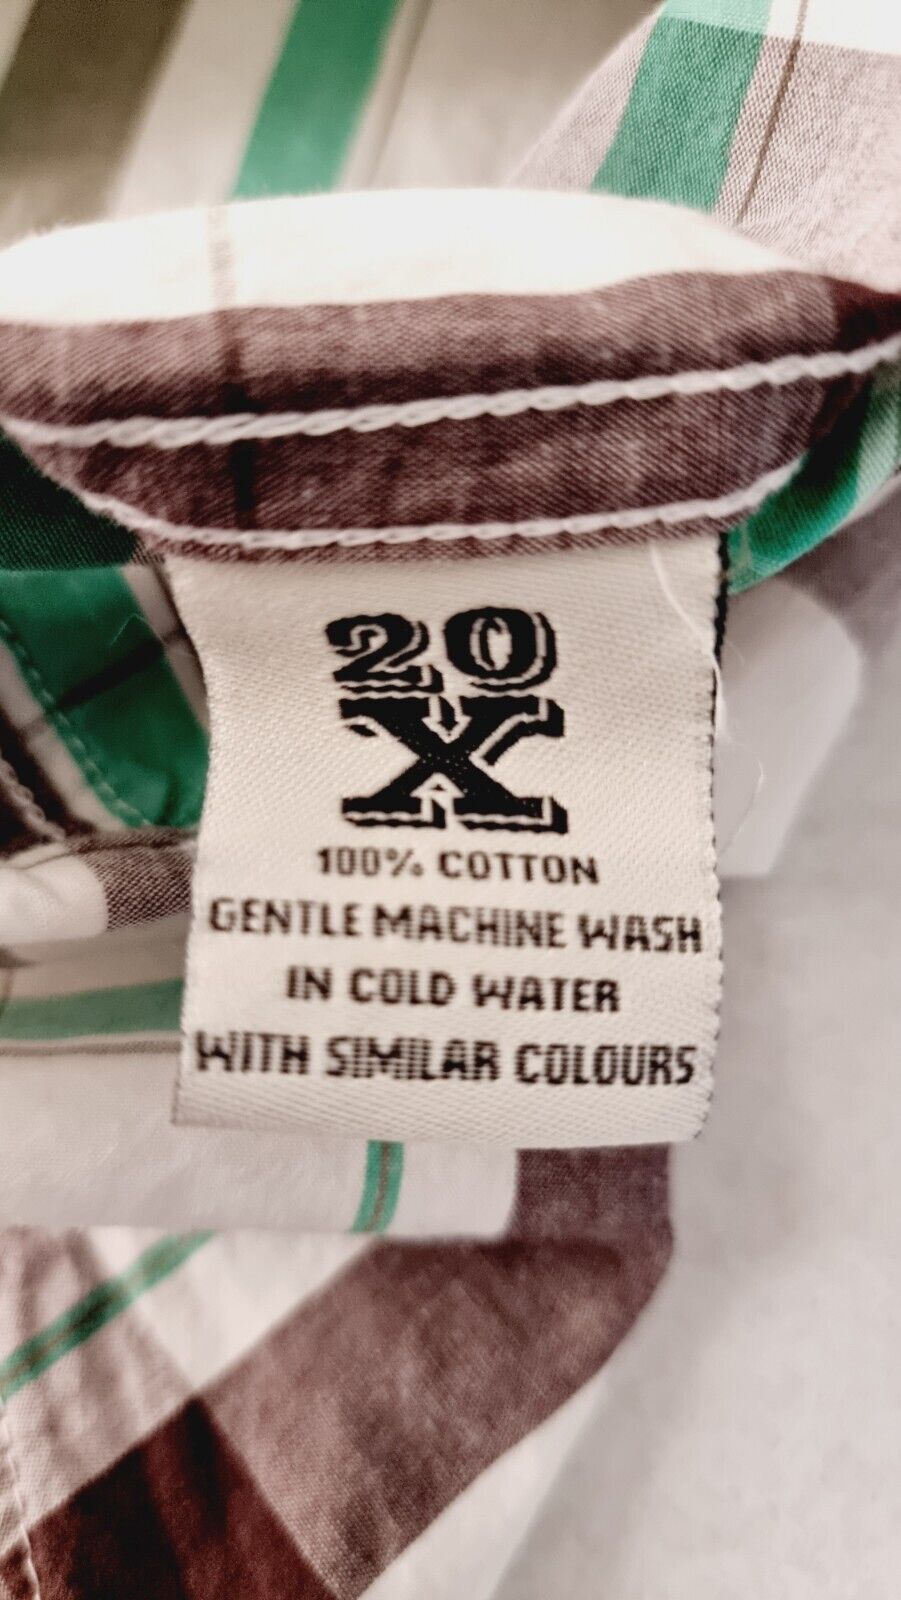 20
X
100% COTTON
GENTLE MACHINE WASH
IN COLD WATER
WITH SIMILAR COLOURS